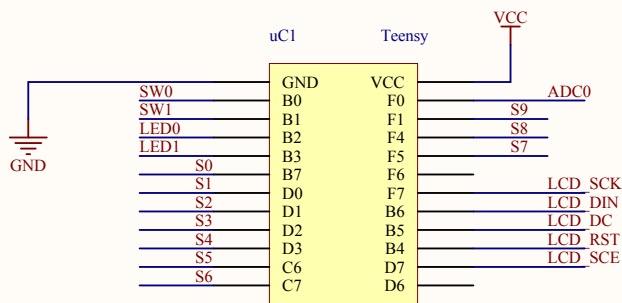 VCC
uC1 Teensy
GND VCC
SW0 B0 F0 ADC0
SW1 B1 F1 S9
LED0 B2 F4 S8
LED1 B3 F5 S7
GND
S0 B7 F6
S1 D0 F7 LCD_SCK
S2 D1 B6 LCD_DIN
S3 D2 B5 LCD_DC
S4 D3 B4 LCD_RST
S5 C6 D7 LCD_SCE
S6 C7 D6